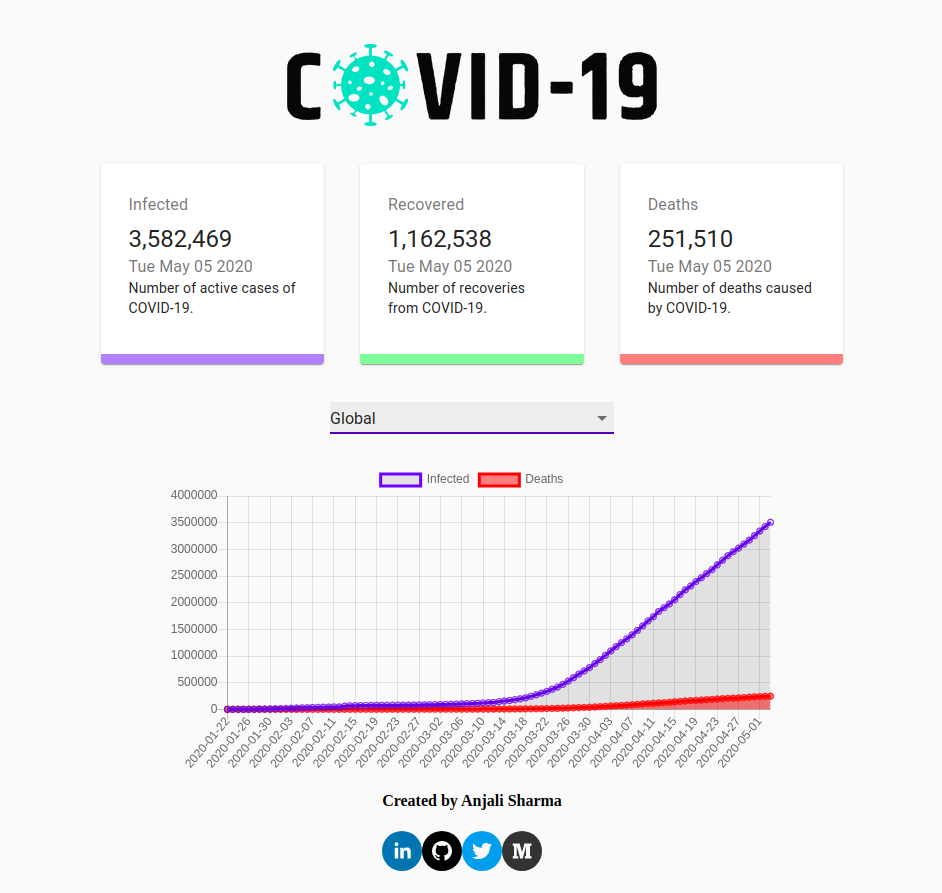 COVID-19
Infected
3,582,469
Tue May 05 2020
Number of active cases of
COVID-19.
Recovered
1,162,538
Tue May 05 2020
Number of recoveries
from COVID-19.
Deaths
251,510
Tue May 05 2020
Number of deaths caused
by COVID-19.
Global
Infected Deaths
4000000
3500000
3000000
2500000
2000000
1500000
1000000
500000
0
2020-01-22
2020-01-26
2020-01-30
2020-02-03
2020-02-07
2020-02-11
2020-02-15
2020-02-19
2020-02-23
2020-02-27
2020-03-02
2020-03-06
2020-03-10
2020-03-14
2020-03-18
2020-03-22
2020-03-26
2020-03-30
2020-04-03
2020-04-07
2020-04-11
2020-04-15
2020-04-19
2020-04-23
2020-04-27
2020-05-01
Created by Anjali Sharma
in
M